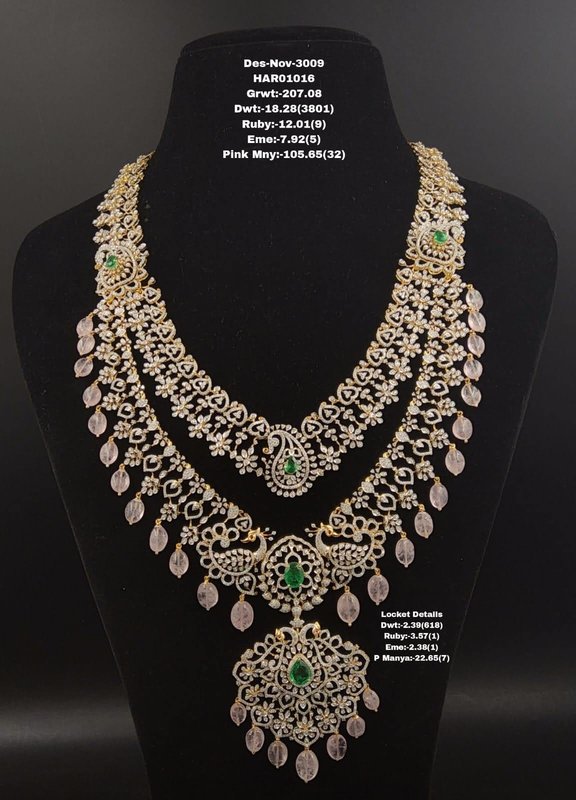 Des-Nov-3009
HAR01016
Grwt:-207.08
Dwt:-18.28(3801)
Ruby:-12.01(9)
Eme:-7.92(5)
Pink Mny:-105.65(32)
Locket Details
Dwt:-2.39(618)
Ruby:-3.57(1)
Eme:-2.38(1)
P Manya:-22.65(7)